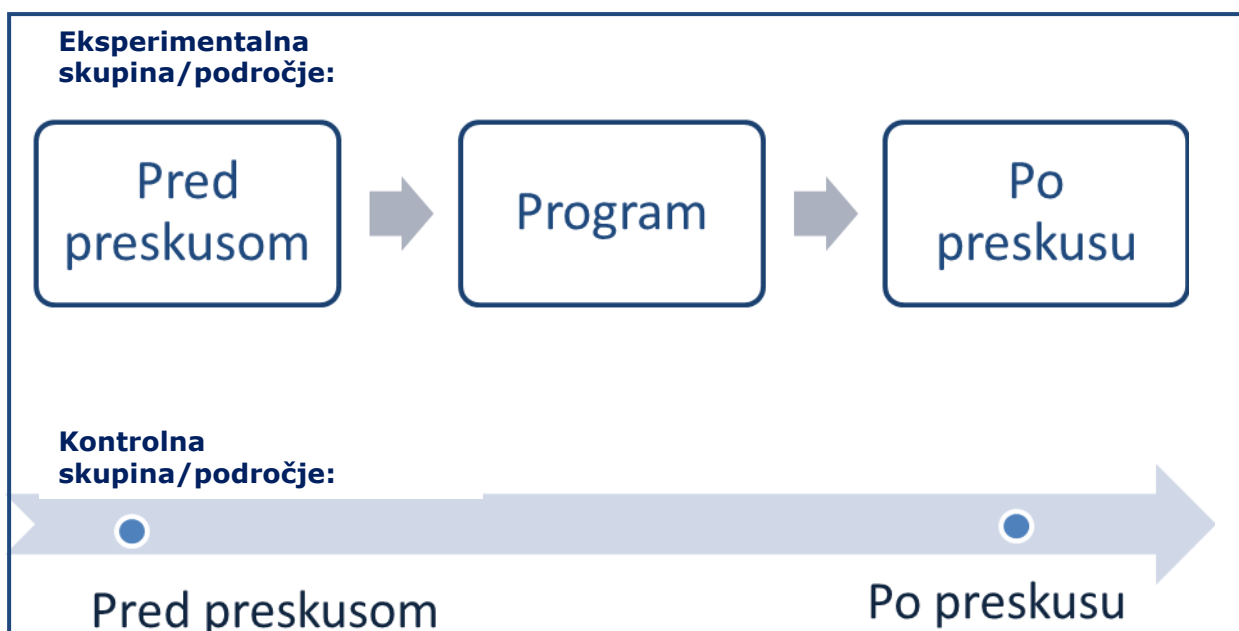 Eksperimentalna
skupina/področje:
Pred
preskusom
Program
Po
preskusu
Kontrolna
skupina/področje:
Pred preskusom
Po preskusu